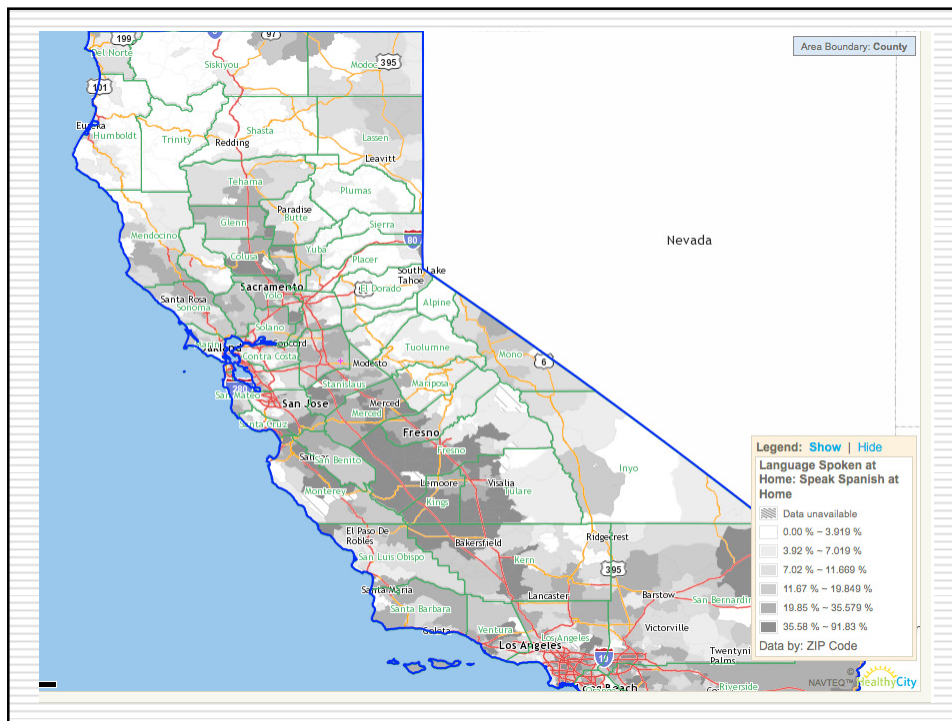 199
97
Del Norte
Siskiyou
Modoc
395
Area Boundary: County
101
Eureka
Humboldt
Trinity
Shasta
Redding
Lassen
Leavitt
Tehama
Plumas
Paradise
Butte
Glenn
Sierra
Mendocino
Yuba
80
Nevada
Colusa
Placer
South Lake
Tahoe
Sacramento
El Dorado
Yolo
Santa Rosa
Sonoma
Alpine
Solano
Concord
Contra Costa
Tuolumne
Mono
6
Modesto
Stanislaus
Mariposa
San Mateo
San Jose
Merced
Merced
Santa Cruz
Fresno
Fresno
San Benito
Inyo
Lemoore
Visalia
Tulare
Monterey
Kings
El Paso De
Robles
Bakersfield
Ridgecrest
San Luis Obispo
Kern
395
Santa Maria
Lancaster
Barstow
San Bernardin
Santa Barbara
Goleta
Ventura
Victorville
Los Angeles
Los Angeles
10
Twentynin
Palms
Beach
Riverside
Legend: Show | Hide
Language Spoken at
Home: Speak Spanish at
Home
Data unavailable
0.00 % ~ 3.919 %
3.92 % ~ 7.019 %
7.02 % ~ 11.669 %
11.67 % ~ 19.849 %
19.85 % ~ 35.579 %
35.58 % ~ 91.83 %
Data by: ZIP Code
©
NAVTEQ™
HealthyCity